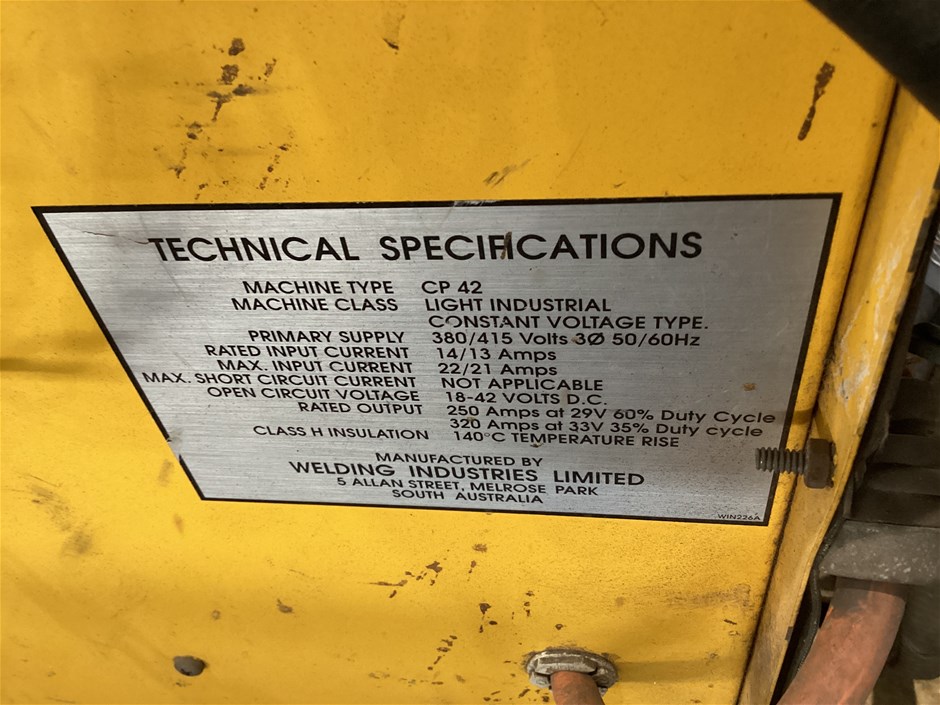 TECHNICAL SPECIFICATIONS
MACHINE TYPE CP 42
MACHINE CLASS LIGHT INDUSTRIAL
CONSTANT VOLTAGE TYPE.
PRIMARY SUPPLY 380/415 Volts 3Ø 50/60Hz
RATED INPUT CURRENT 14/13 Amps
MAX. INPUT CURRENT 22/21 Amps
MAX. SHORT CIRCUIT CURRENT NOT APPLICABLE
OPEN CIRCUIT VOLTAGE 18-42 VOLTS D.C.
RATED OUTPUT 250 Amps at 29V 60% Duty Cycle
320 Amps at 33V 35% Duty cycle
CLASS H INSULATION 140°C TEMPERATURE RISE
MANUFACTURED BY
WELDING INDUSTRIES LIMITED
5 ALLAN STREET, MELROSE PARK
SOUTH AUSTRALIA
WIN226A